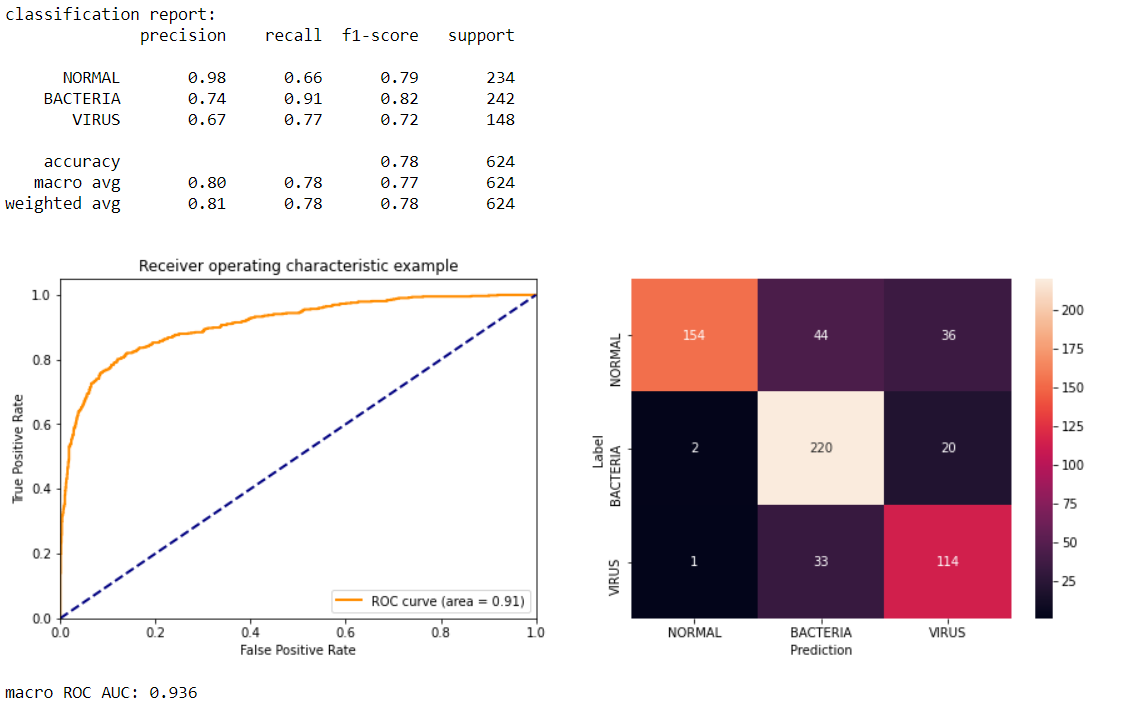 classification report:
precision recall f1-score support
NORMAL 0.98 0.66 0.79 234
BACTERIA 0.74 0.91 0.82 242
VIRUS 0.67 0.77 0.72 148
accuracy 0.78 624
macro avg 0.80 0.78 0.77 624
weighted avg 0.81 0.78 0.78 624
Receiver operating characteristic example
True Positive Rate
1.0
0.8
0.6
0.4
0.2
0.0
0.0 0.2 0.4 0.6 0.8 1.0
False Positive Rate
ROC curve (area = 0.91)
Label
NORMAL
BACTERIA
VIRUS
154 44 36
2 220 20
1 33 114
NORMAL BACTERIA VIRUS
Prediction
200
175
150
125
100
75
50
25
macro ROC AUC: 0.936